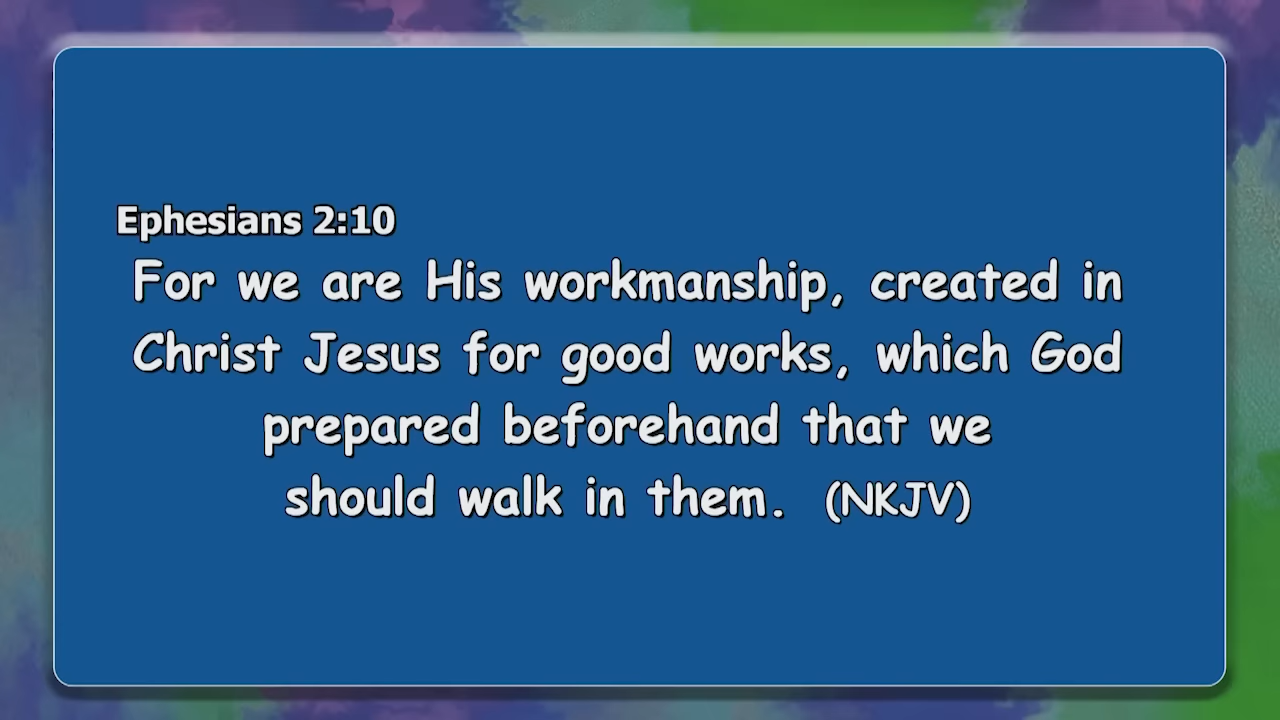 Ephesians 2:10
For we are His workmanship, created in
Christ Jesus for good works, which God
prepared beforehand that we
should walk in them. (NKJV)